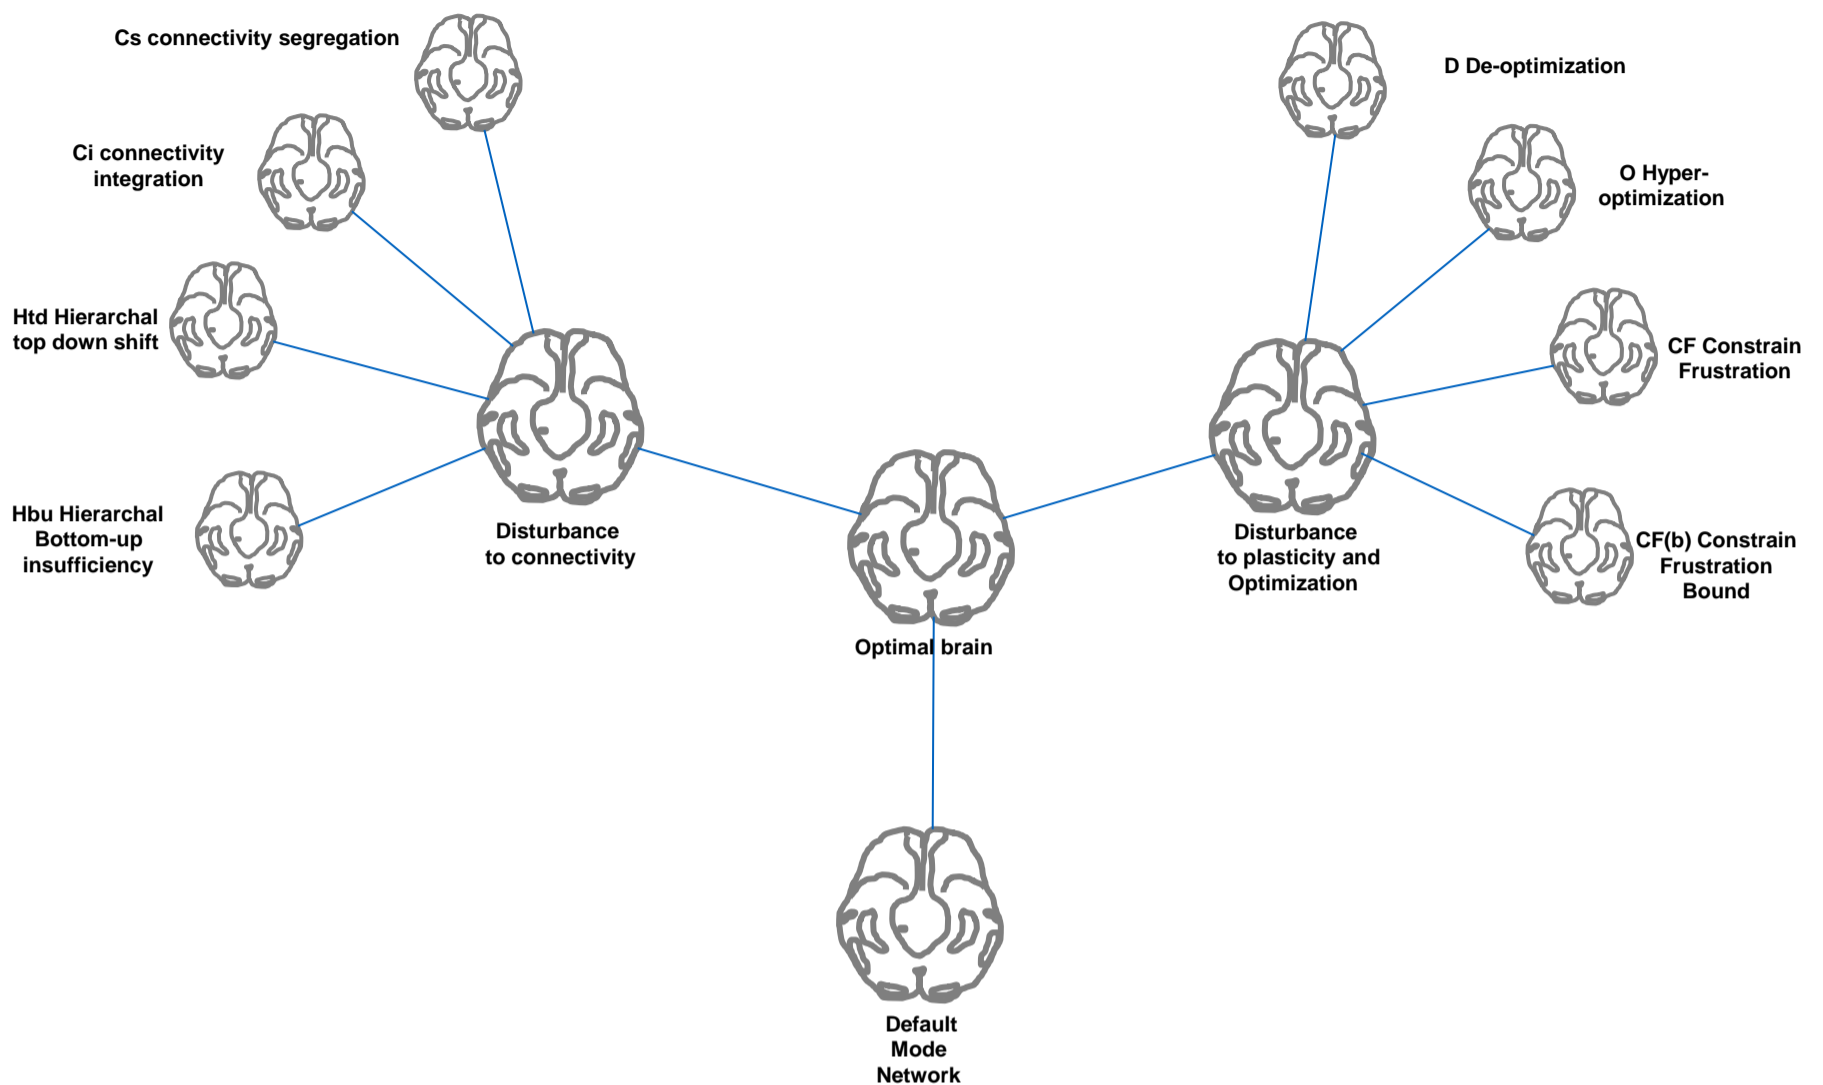 Cs connectivity segregation
Ci connectivity
integration
Htd Hierarchal
top down shift
Hbu Hierarchal
Bottom-up
insufficiency
Disturbance
to connectivity
Optimal brain
Default
Mode
Network
Disturbance
to plasticity and
Optimization
D De-optimization
O Hyper-
optimization
CF Constrain
Frustration
CF(b) Constrain
Frustration
Bound